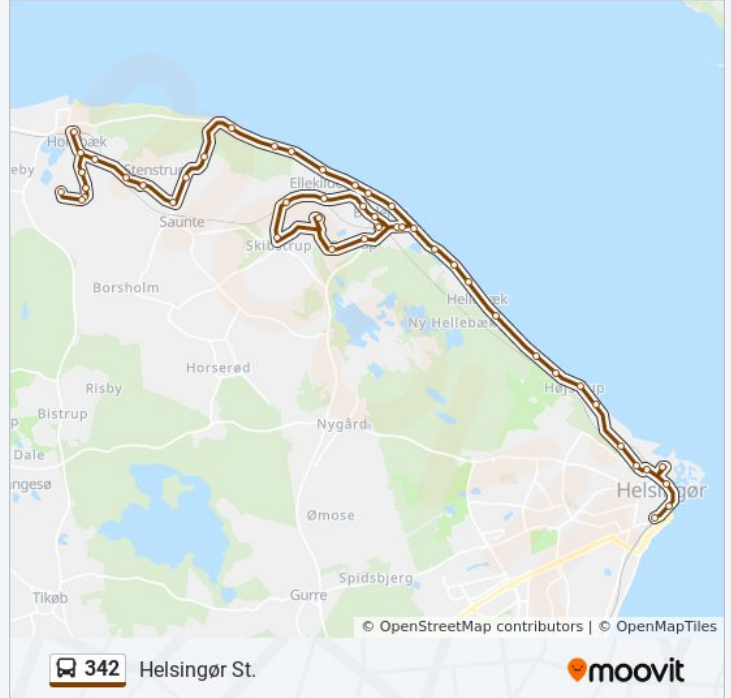 Stenstrup
Ellekilde
Saunte
Skibstrup
Borsholm
Hellebæk
Ny Hellebæk
Horserød
Risby
Højstrup
Bistrup
Nygård
Dale
angesø
Helsingør
Ømose
Spidsbjerg
Tikøb
Gurre
© OpenStreetMap contributors | © OpenMapTiles
342 Helsingør St.
moovit